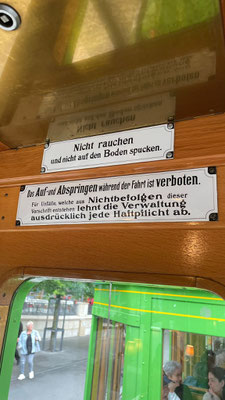 Nicht rauchen
und nicht auf den Boden spucken.
Das Auf-und Abspringen während der Fahrt ist verboten.
Für Unfälle, welche aus Nichtbefolgen dieser
Vorschrift entstehen lehnt die Verwaltung
ausdrücklich jede Haftpflicht ab.